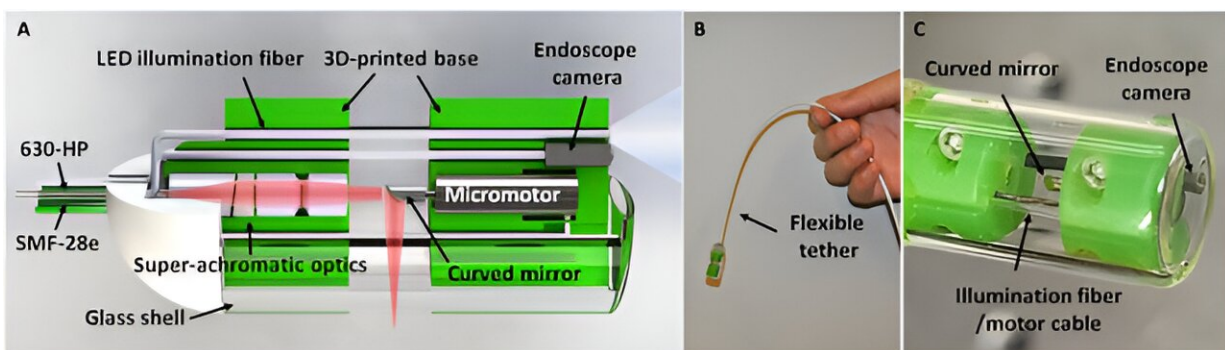 A
LED illumination fiber
3D-printed base
Endoscope
camera
630-HP
SMF-28e
Micromotor
Super-achromatic optics
Curved mirror
Glass shell
B
Flexible
tether
C
Curved mirror
Endoscope
camera
Illumination fiber
/motor cable